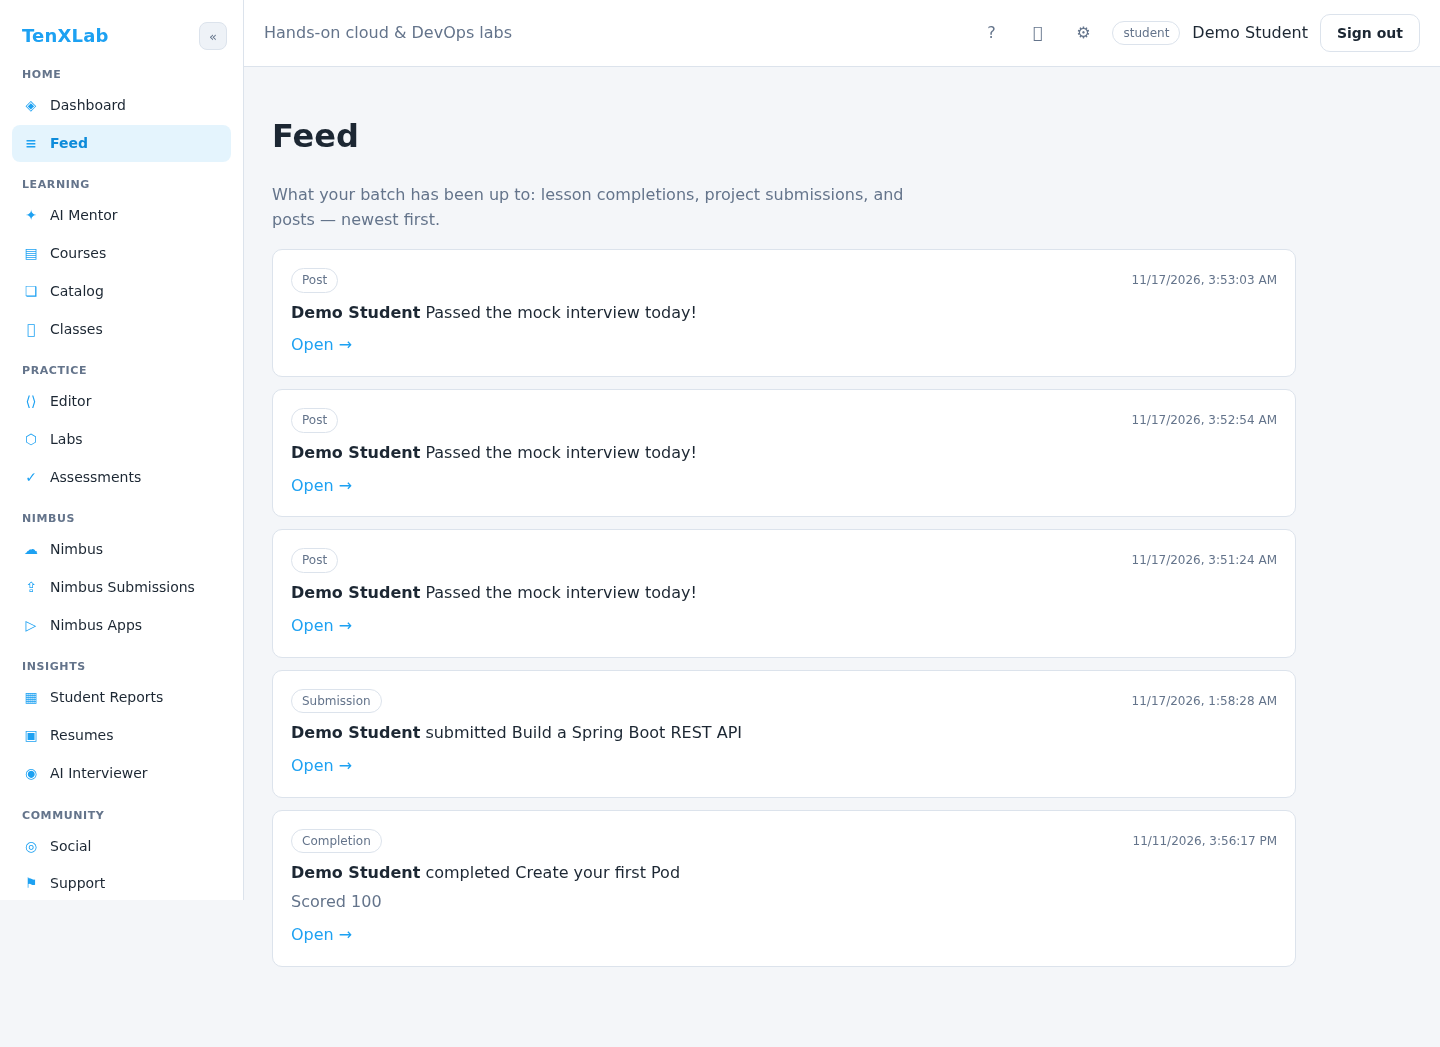 TenXLab
«
HOME
Dashboard
Feed
LEARNING
AI Mentor
Courses
Catalog
Classes
PRACTICE
Editor
Labs
Assessments
NIMBUS
Nimbus
Nimbus Submissions
Nimbus Apps
INSIGHTS
Student Reports
Resumes
AI Interviewer
COMMUNITY
Social
Support
Hands-on cloud & DevOps labs
?
student
Demo Student
Sign out
Feed
What your batch has been up to: lesson completions, project submissions, and
posts — newest first.
Post
11/17/2026, 3:53:03 AM
Demo Student Passed the mock interview today!
Open →
Post
11/17/2026, 3:52:54 AM
Demo Student Passed the mock interview today!
Open →
Post
11/17/2026, 3:51:24 AM
Demo Student Passed the mock interview today!
Open →
Submission
11/17/2026, 1:58:28 AM
Demo Student submitted Build a Spring Boot REST API
Open →
Completion
11/11/2026, 3:56:17 PM
Demo Student completed Create your first Pod
Scored 100
Open →